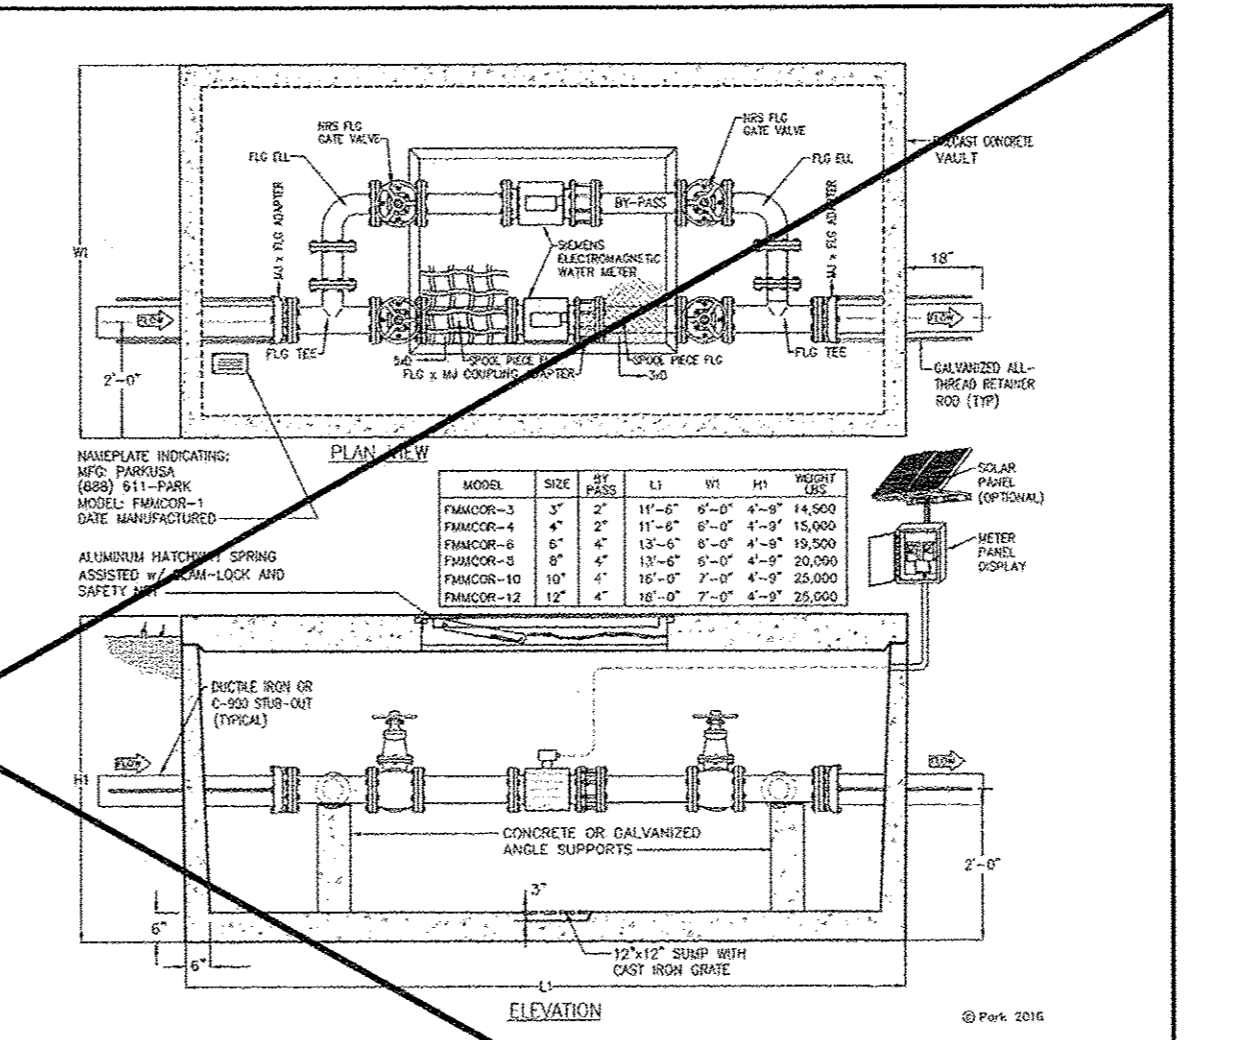 NRS FLG
GATE VALVE
NRS FLG
GATE VALVE
FLG ELL
FLG ELL
CAST CONCRETE
VAULT
MJ x FLG ADAPTER
MJ x FLG ADAPTER
BY-PASS
W1
SIEMENS
ELECTROMAGNETIC
WATER METER
18"
FLOW
FLOW
FLG TEE
5xD
SPOOL PIECE
SPOOL PIECE FLG
FLG TEE
FLG x MJ COUPLING ADAPTER
3xD
2'-0"
GALVANIZED ALL-
THREAD RETAINER
ROD (TYP)
PLAN VIEW
NAMEPLATE INDICATING:
MFG: PARKUSA
(888) 611-PARK
MODEL: FMMCOR-1
DATE MANUFACTURED
MODEL SIZE BY PASS L1 W1 H1 WEIGHT LBS
FMMCOR-3 3" 2" 11'-6" 6'-0" 4'-9" 14,500
FMMCOR-4 4" 2" 11'-6" 6'-0" 4'-9" 15,000
FMMCOR-6 6" 4" 13'-6" 6'-0" 4'-9" 19,500
FMMCOR-8 8" 4" 13'-6" 6'-0" 4'-9" 20,000
FMMCOR-10 10" 4" 16'-0" 7'-0" 4'-9" 25,000
FMMCOR-12 12" 4" 16'-0" 7'-0" 4'-9" 25,000
SOLAR
PANEL
(OPTIONAL)
METER
PANEL
DISPLAY
ALUMINUM HATCHWAY SPRING
ASSISTED w/ SLAM-LOCK AND
SAFETY NET
DUCTILE IRON OR
C-900 STUB-OUT
(TYPICAL)
FLOW
FLOW
H1
CONCRETE OR GALVANIZED
ANGLE SUPPORTS
2'-0"
3"
6"
6"
12"x12" SUMP WITH
CAST IRON GRATE
L1
ELEVATION
© Park 2016